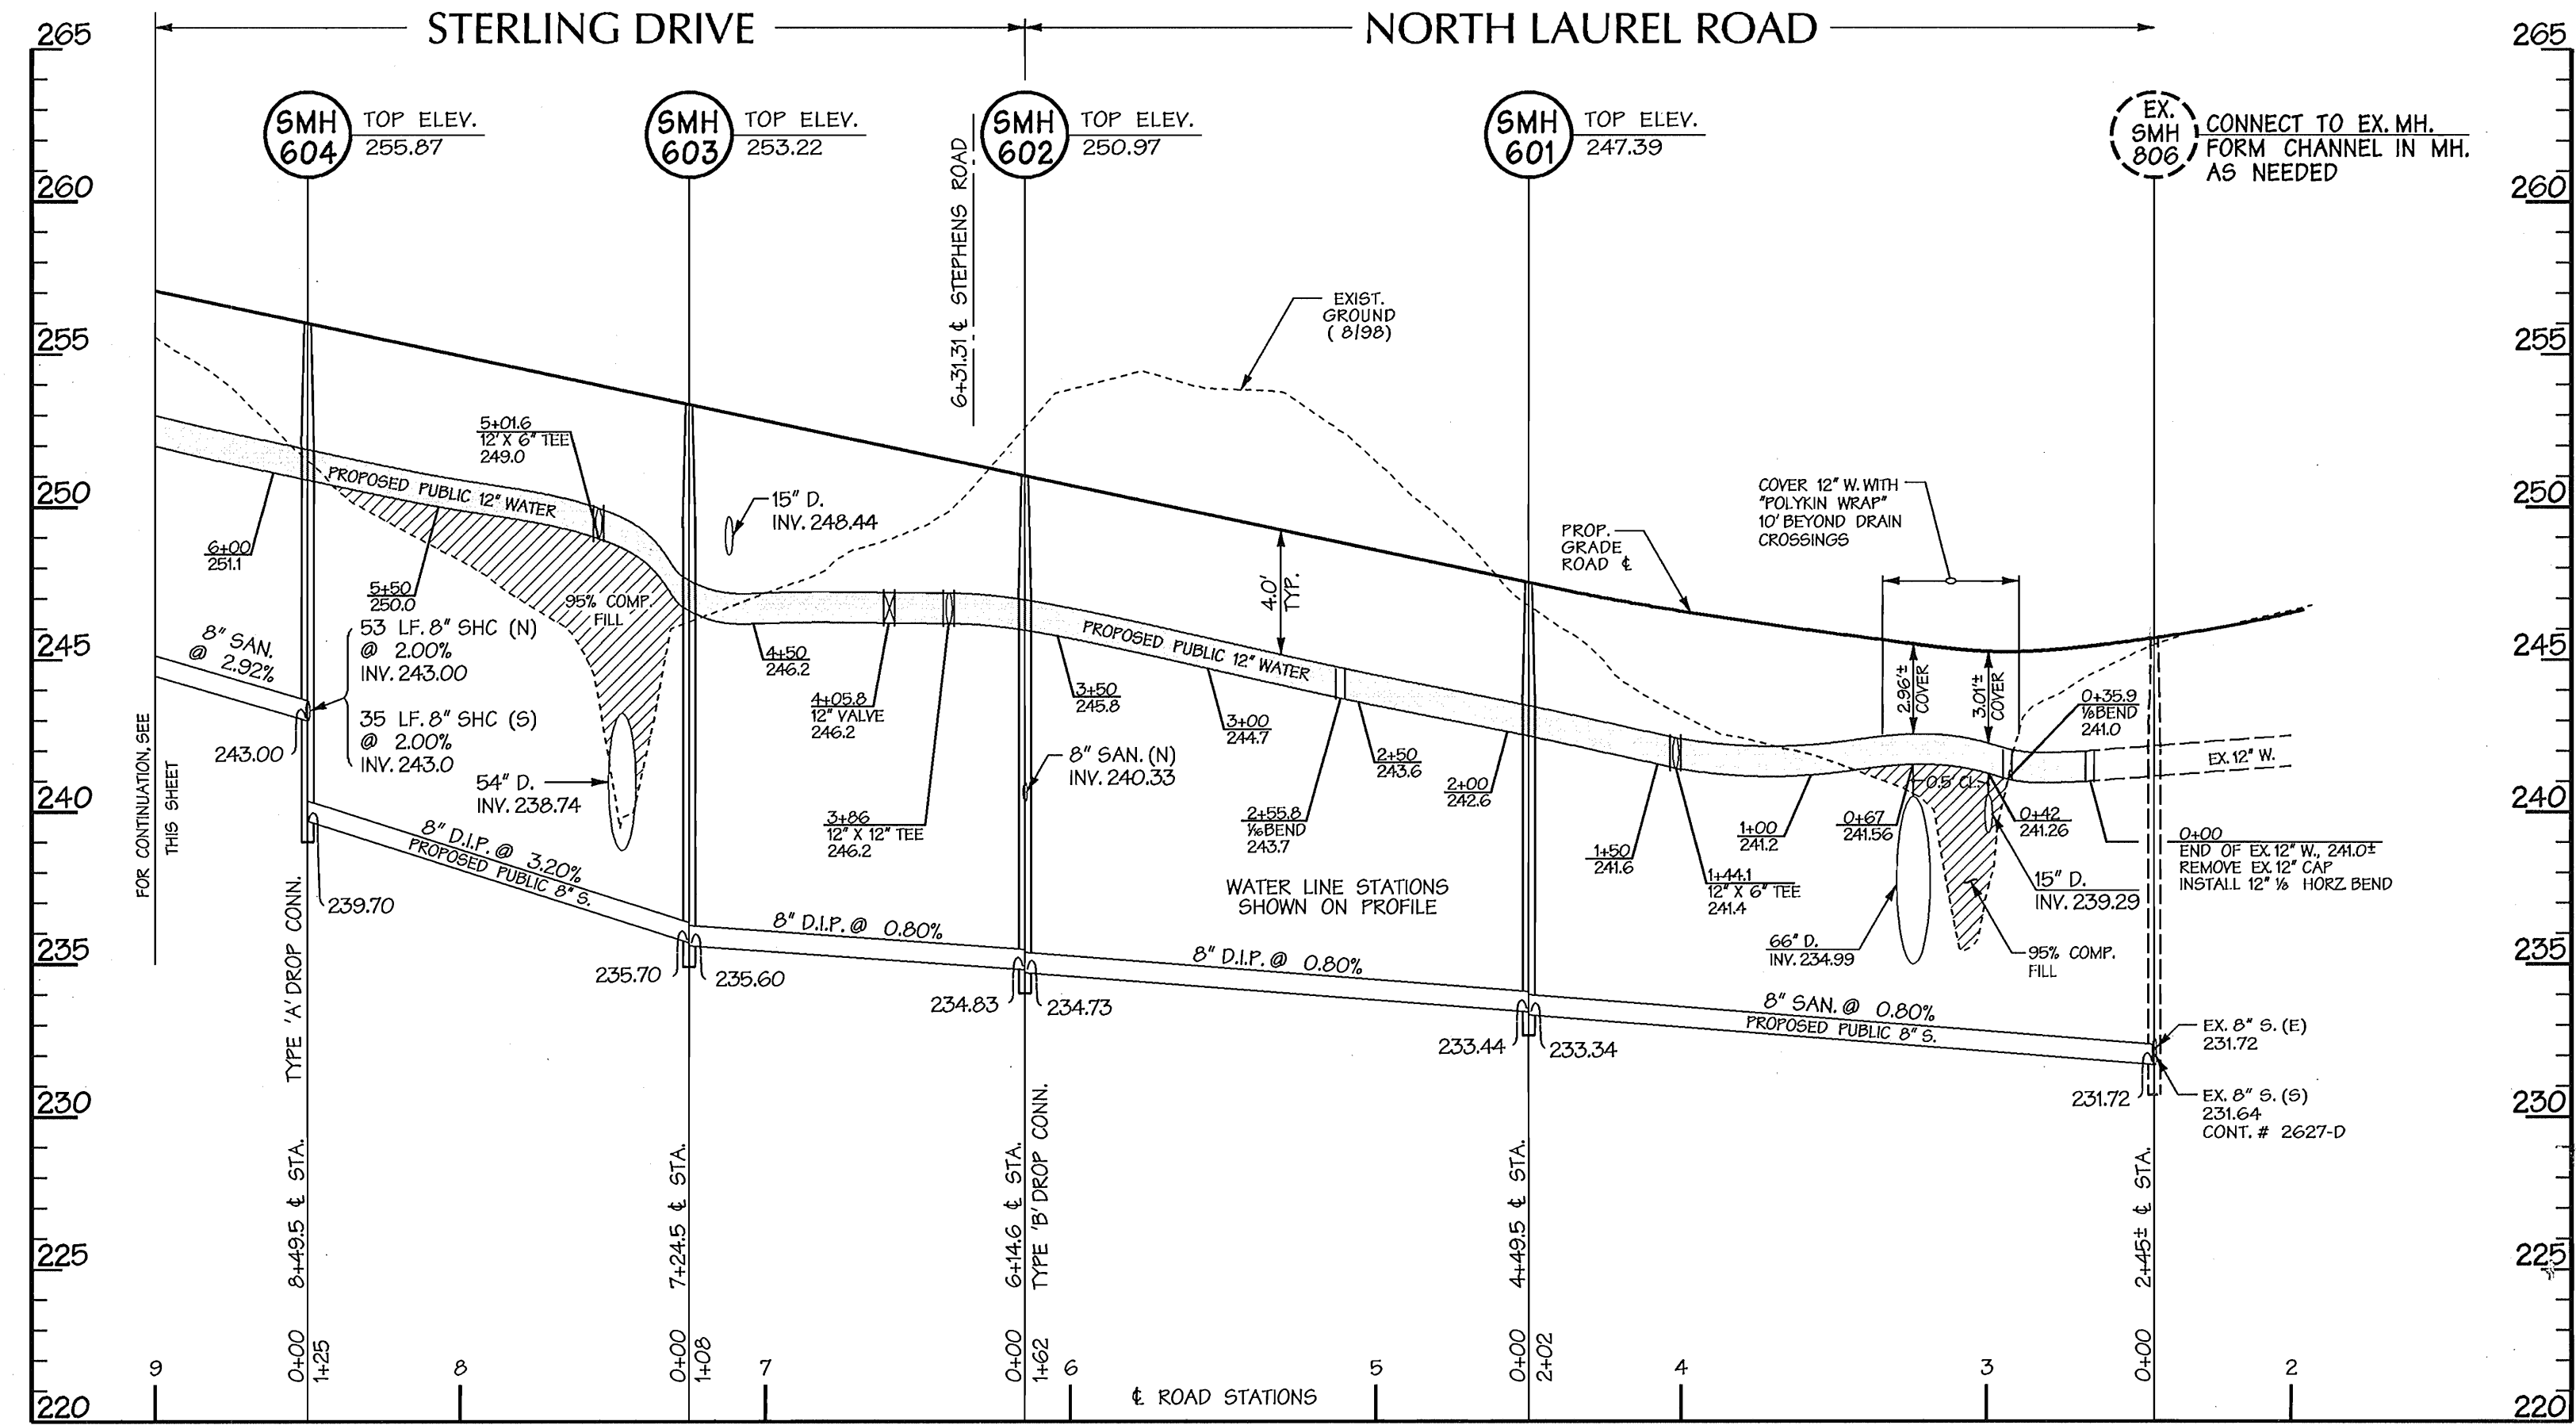 STERLING DRIVE
NORTH LAUREL ROAD
265
260
255
250
245
240
235
230
225
220
265
260
255
250
245
240
235
230
225
220
SMH
604
TOP ELEV.
255.87
SMH
603
TOP ELEV.
253.22
6+31.31 ℄ STEPHENS ROAD
SMH
602
TOP ELEV.
250.97
SMH
601
TOP ELEV.
247.39
EX.
SMH
806
CONNECT TO EX. MH.
FORM CHANNEL IN MH.
AS NEEDED
EXIST.
GROUND
( 8/98)
5+01.6
12' X 6" TEE
249.0
PROPOSED PUBLIC 12" WATER
15" D.
INV. 248.44
6+00
251.1
5+50
250.0
95% COMP.
FILL
8" SAN.
@ 2.92%
53 LF. 8" SHC (N)
@ 2.00%
INV. 243.00
35 LF. 8" SHC (S)
@ 2.00%
INV. 243.0
243.00
54" D.
INV. 238.74
4+50
246.2
4+05.8
12" VALVE
246.2
3+86
12" X 12" TEE
246.2
3+50
245.8
8" SAN. (N)
INV. 240.33
4.0'
TYP.
PROPOSED PUBLIC 12" WATER
3+00
244.7
2+55.8
1/16 BEND
243.7
2+50
243.6
2+00
242.6
WATER LINE STATIONS
SHOWN ON PROFILE
PROP.
GRADE
ROAD ℄
COVER 12" W. WITH
"POLYKIN WRAP"
10' BEYOND DRAIN
CROSSINGS
2.96'±
COVER
3.01'±
COVER
0+35.9
1/8 BEND
241.0
EX. 12" W.
0.5' CL.
1+50
241.6
1+44.1
12" X 6" TEE
241.4
1+00
241.2
0+67
241.56
0+42
241.26
0+00
END OF EX. 12" W., 241.0±
REMOVE EX. 12" CAP
INSTALL 12" 1/8 HORZ. BEND
15" D.
INV. 239.29
66" D.
INV. 234.99
95% COMP.
FILL
FOR CONTINUATION, SEE
THIS SHEET
239.70
8" D.I.P. @ 3.20%
PROPOSED PUBLIC 8" S.
235.70
235.60
8" D.I.P. @ 0.80%
234.83
234.73
8" D.I.P. @ 0.80%
233.44
233.34
8" SAN. @ 0.80%
PROPOSED PUBLIC 8" S.
231.72
EX. 8" S. (E)
231.72
EX. 8" S. (S)
231.64
CONT. # 2627-D
TYPE 'A' DROP CONN.
8+49.5 ℄ STA.
7+24.5 ℄ STA.
6+14.6 ℄ STA.
TYPE 'B' DROP CONN.
4+49.5 ℄ STA.
2+45± ℄ STA.
0+00
1+25
0+00
1+08
0+00
1+62
0+00
2+02
0+00
9
8
7
6
5
4
3
2
℄ ROAD STATIONS